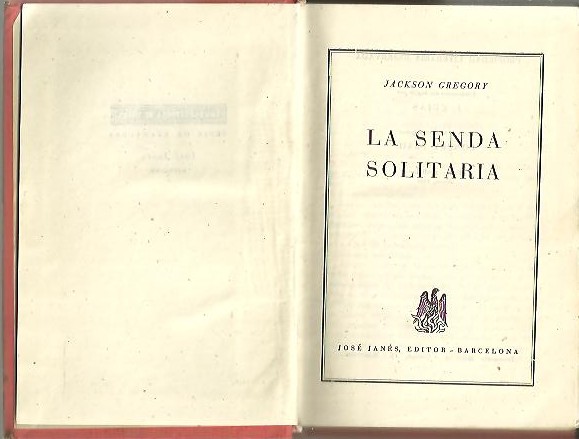 JACKSON GREGORY
LA SENDA
SOLITARIA
JOSÉ JANÉS, EDITOR - BARCELONA